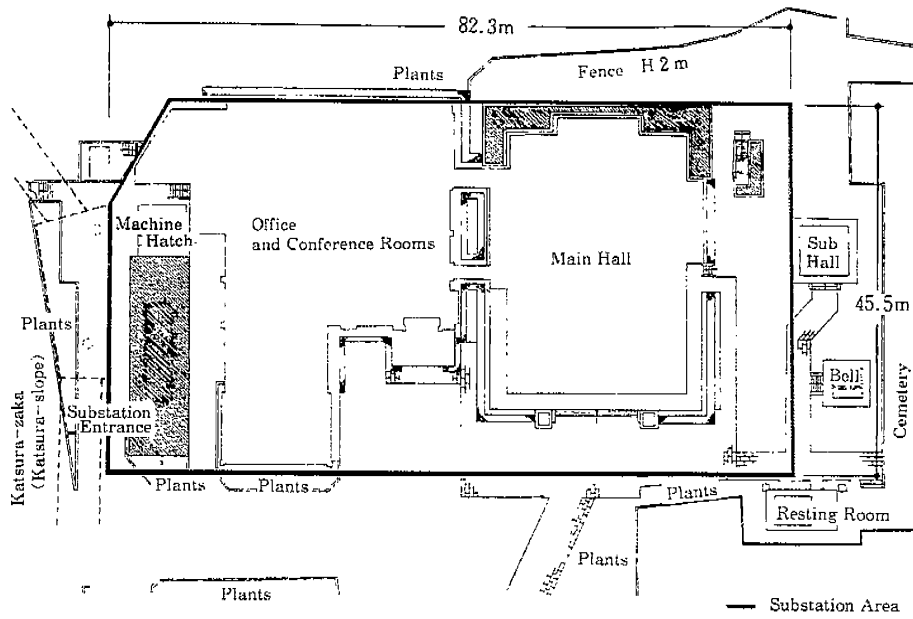 82.3m
Plants
Fence H2m
Machine
Hatch
Office
and Conference Rooms
Main Hall
Sub
Hall
45.5m
Plants
Katsura-zaka
(Katsura-slope)
Substation
Entrance
Bell
Cemetery
Plants
Plants
Plants
Resting Room
Plants
Plants
Substation Area